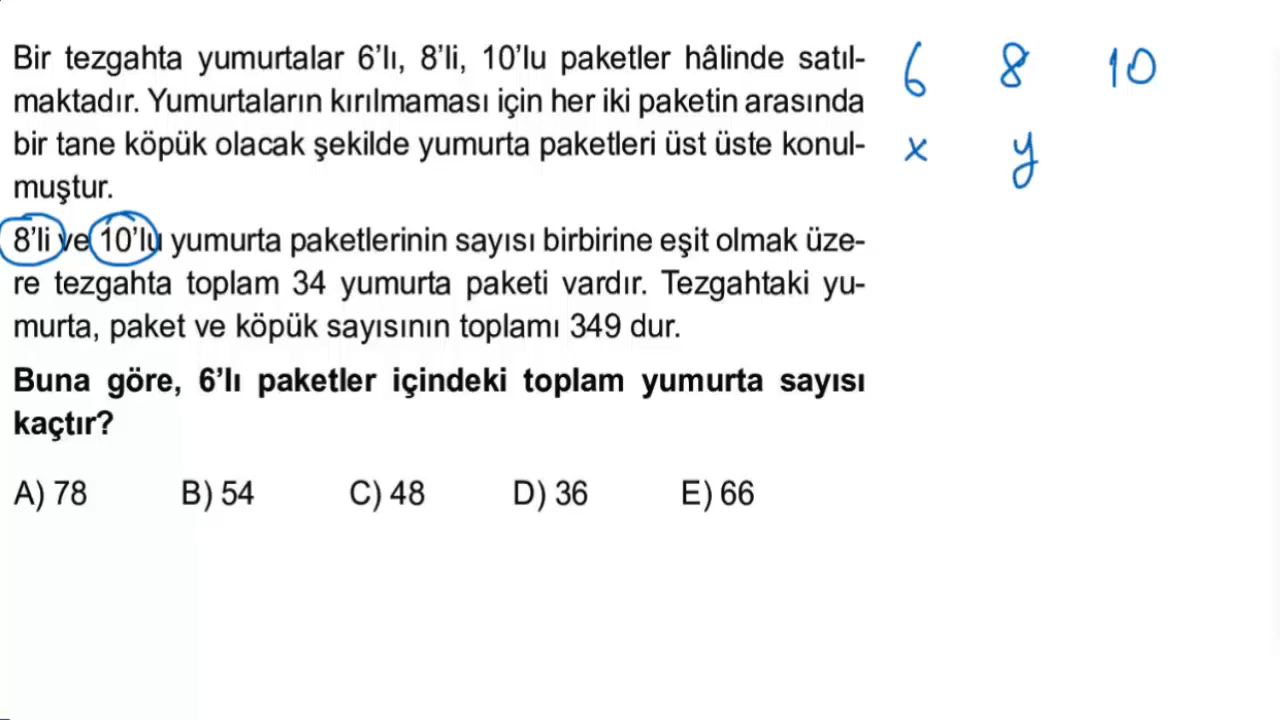 Bir tezgahta yumurtalar 6'lı, 8'li, 10'lu paketler hâlinde satıl-
maktadır. Yumurtaların kırılmaması için her iki paketin arasında
bir tane köpük olacak şekilde yumurta paketleri üst üste konul-
muştur.
8'li ve 10'lu yumurta paketlerinin sayısı birbirine eşit olmak üze-
re tezgahta toplam 34 yumurta paketi vardır. Tezgahtaki yu-
murta, paket ve köpük sayısının toplamı 349 dur.
Buna göre, 6'lı paketler içindeki toplam yumurta sayısı
kaçtır?
A) 78 B) 54 C) 48 D) 36 E) 66
6 8 10
x y